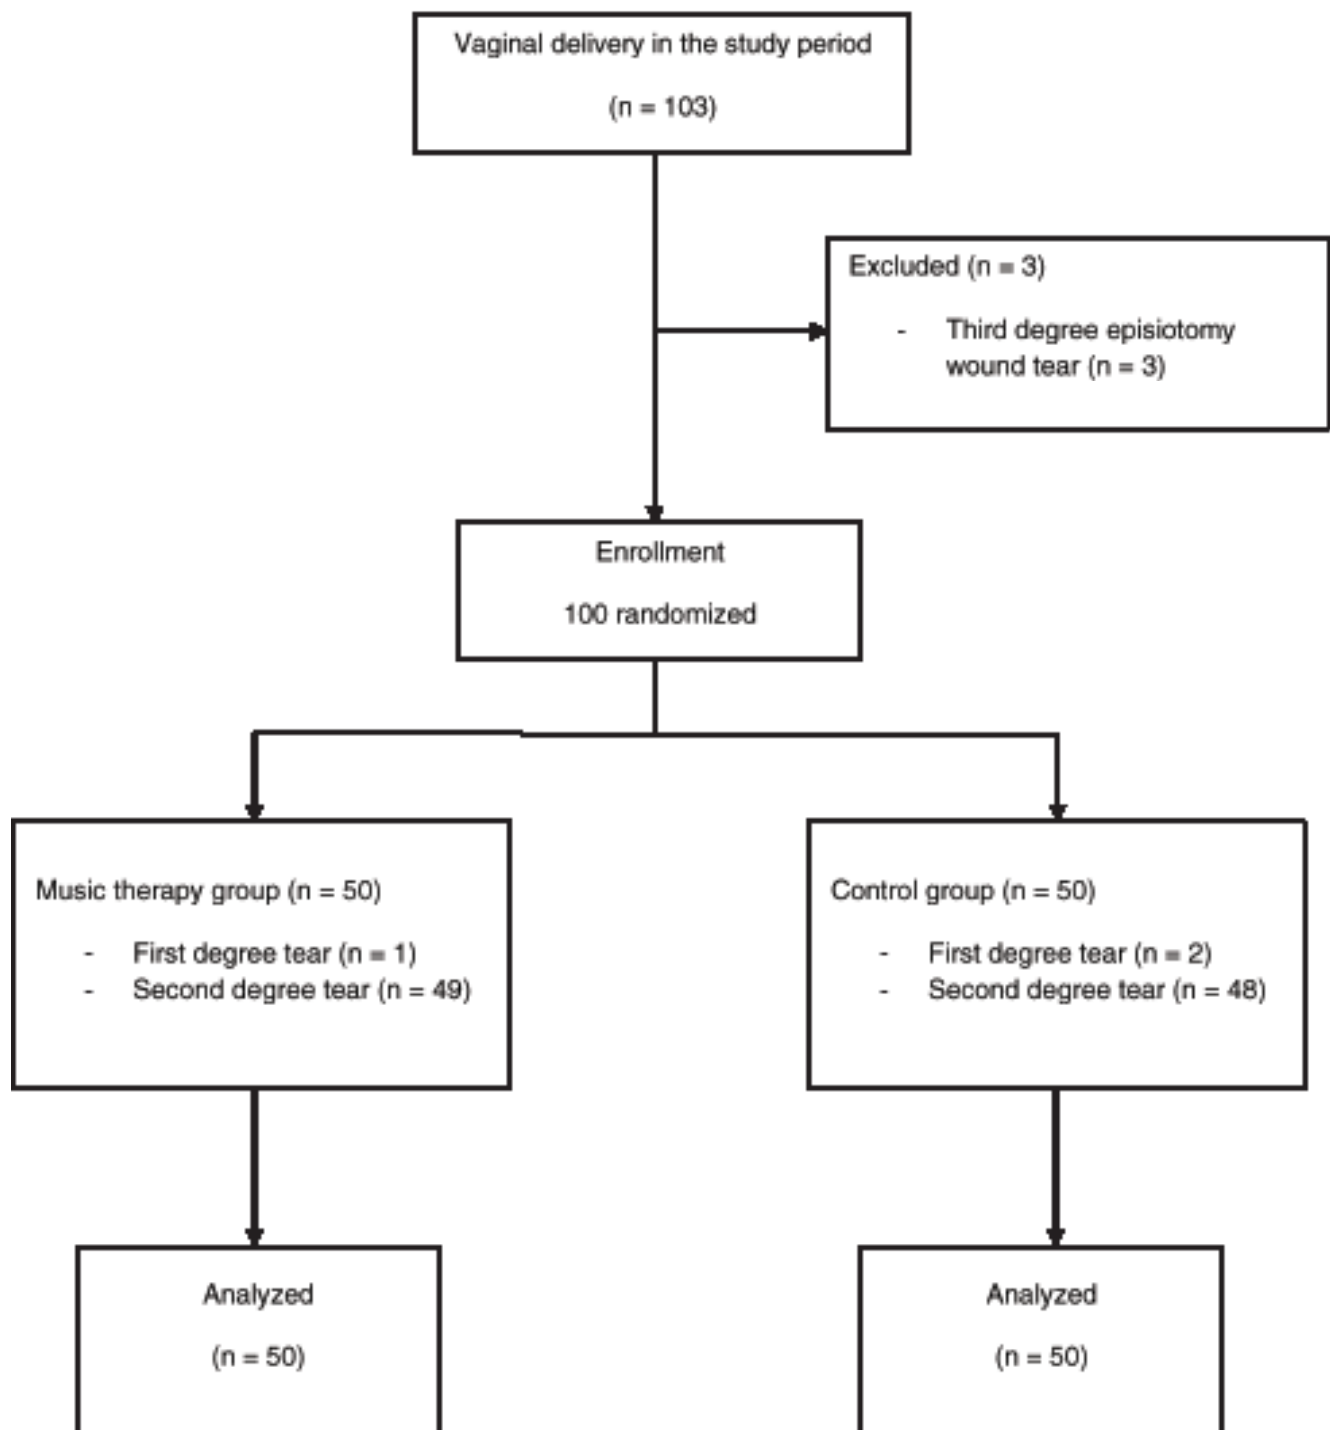 Vaginal delivery in the study period
(n = 103)
Excluded (n = 3)
- Third degree episiotomy
wound tear (n = 3)
Enrollment
100 randomized
Music therapy group (n = 50)
- First degree tear (n = 1)
- Second degree tear (n = 49)
Control group (n = 50)
- First degree tear (n = 2)
- Second degree tear (n = 48)
Analyzed
(n = 50)
Analyzed
(n = 50)